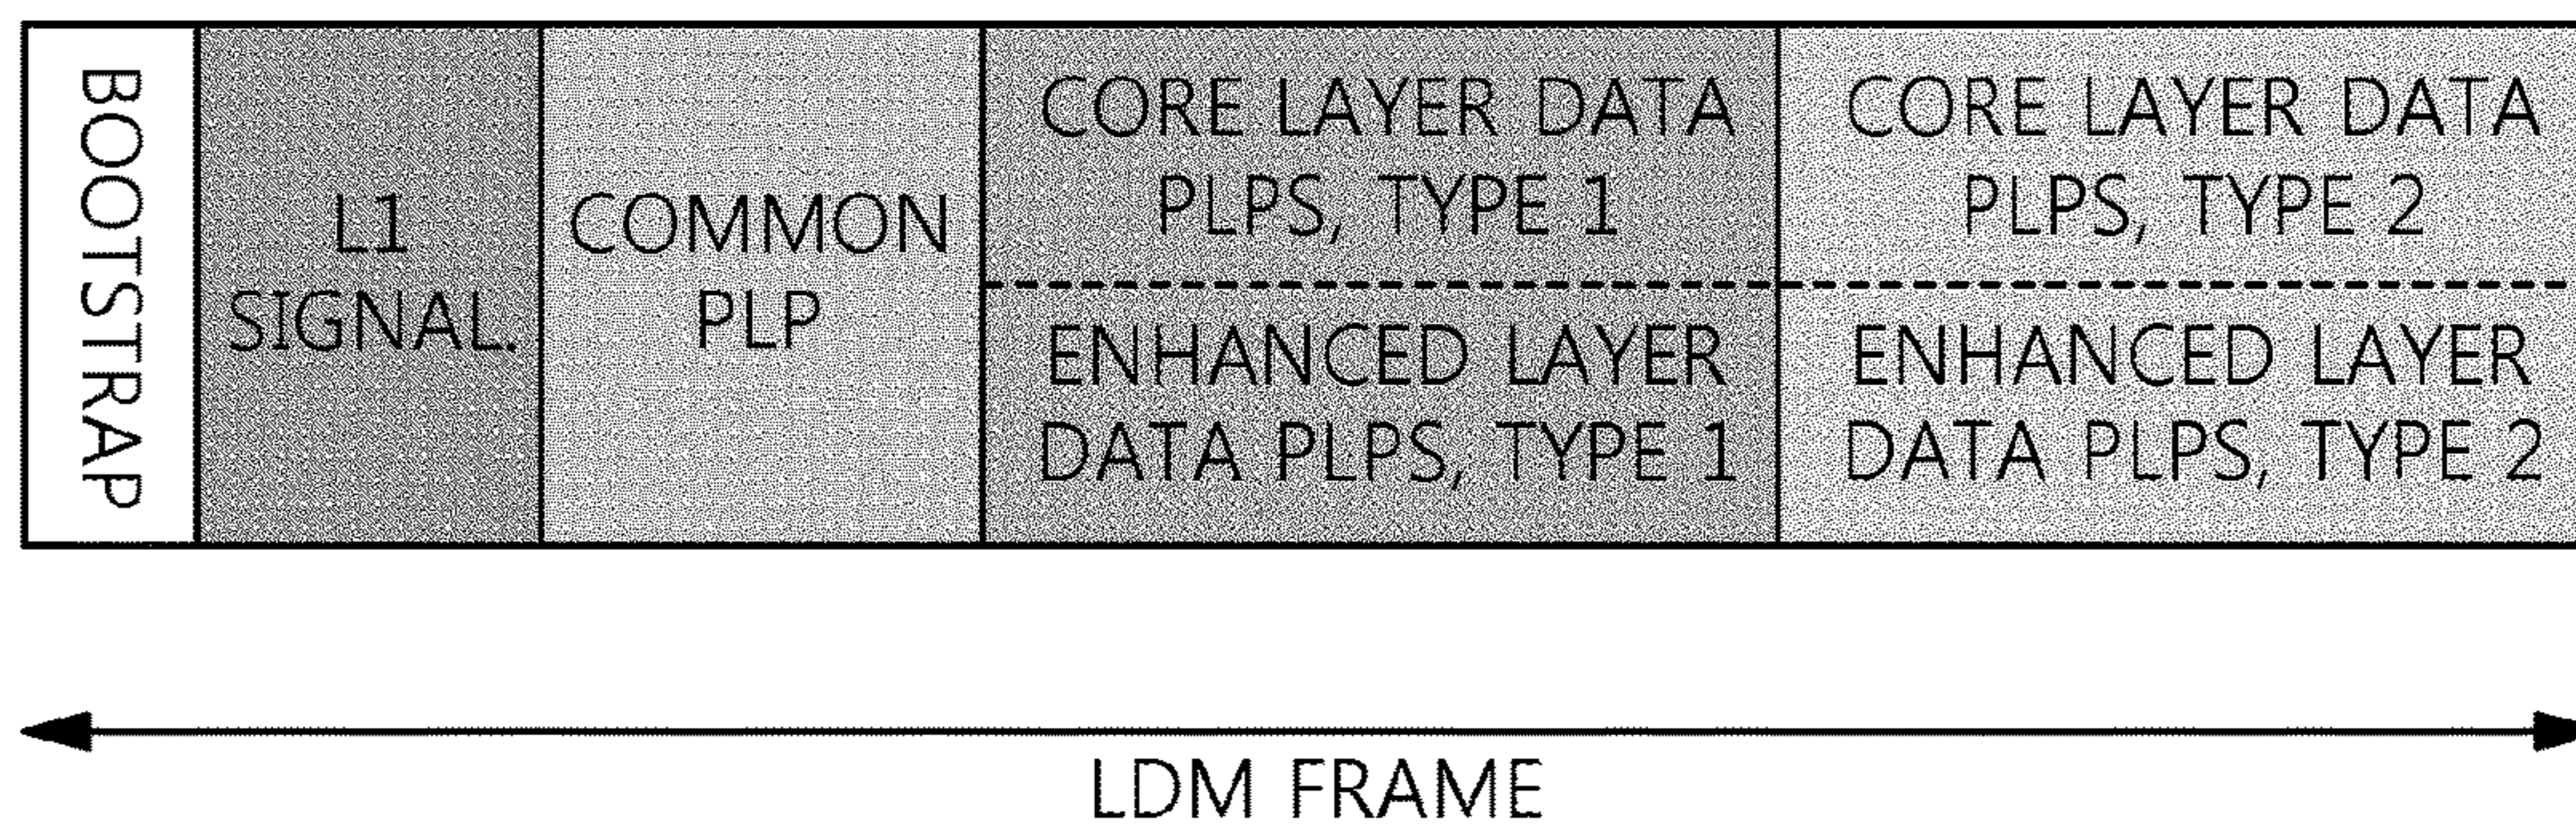 BOOTSTRAP
L1
SIGNAL.
COMMON
PLP
CORE LAYER DATA
PLPS, TYPE 1
ENHANCED LAYER
DATA PLPS, TYPE 1
CORE LAYER DATA
PLPS, TYPE 2
ENHANCED LAYER
DATA PLPS, TYPE 2
LDM FRAME